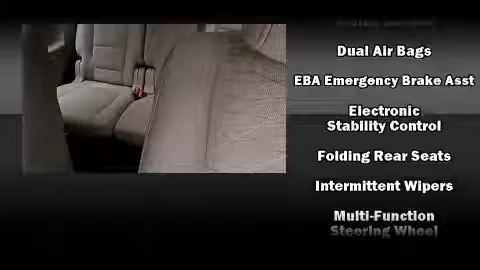 Dual Air Bags
EBA Emergency Brake Asst
Electronic
Stability Control
Folding Rear Seats
Intermittent Wipers
Multi-Function
Steering Wheel